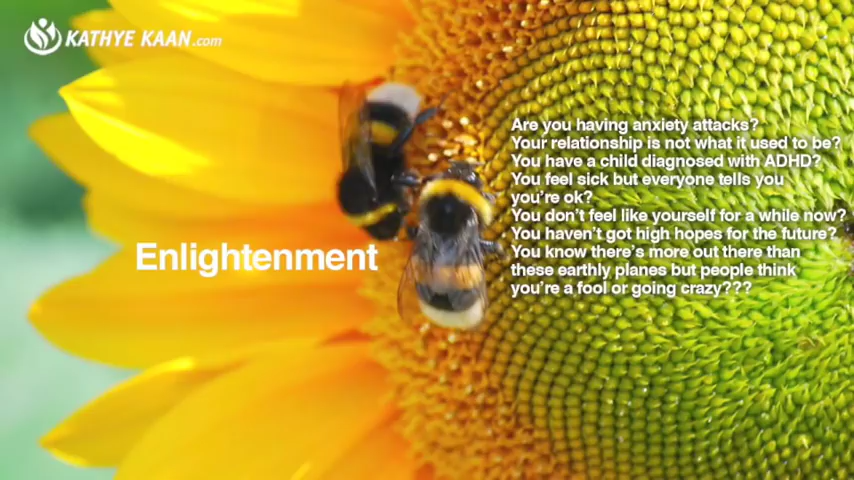 KATHYE KAAN.com
Are you having anxiety attacks?
Your relationship is not what it used to be?
You have a child diagnosed with ADHD?
You feel sick but everyone tells you
you're ok?
You don't feel like yourself for a while now?
You haven't got high hopes for the future?
You know there's more out there than
these earthly planes but people think
you're a fool or going crazy???
Enlightenment